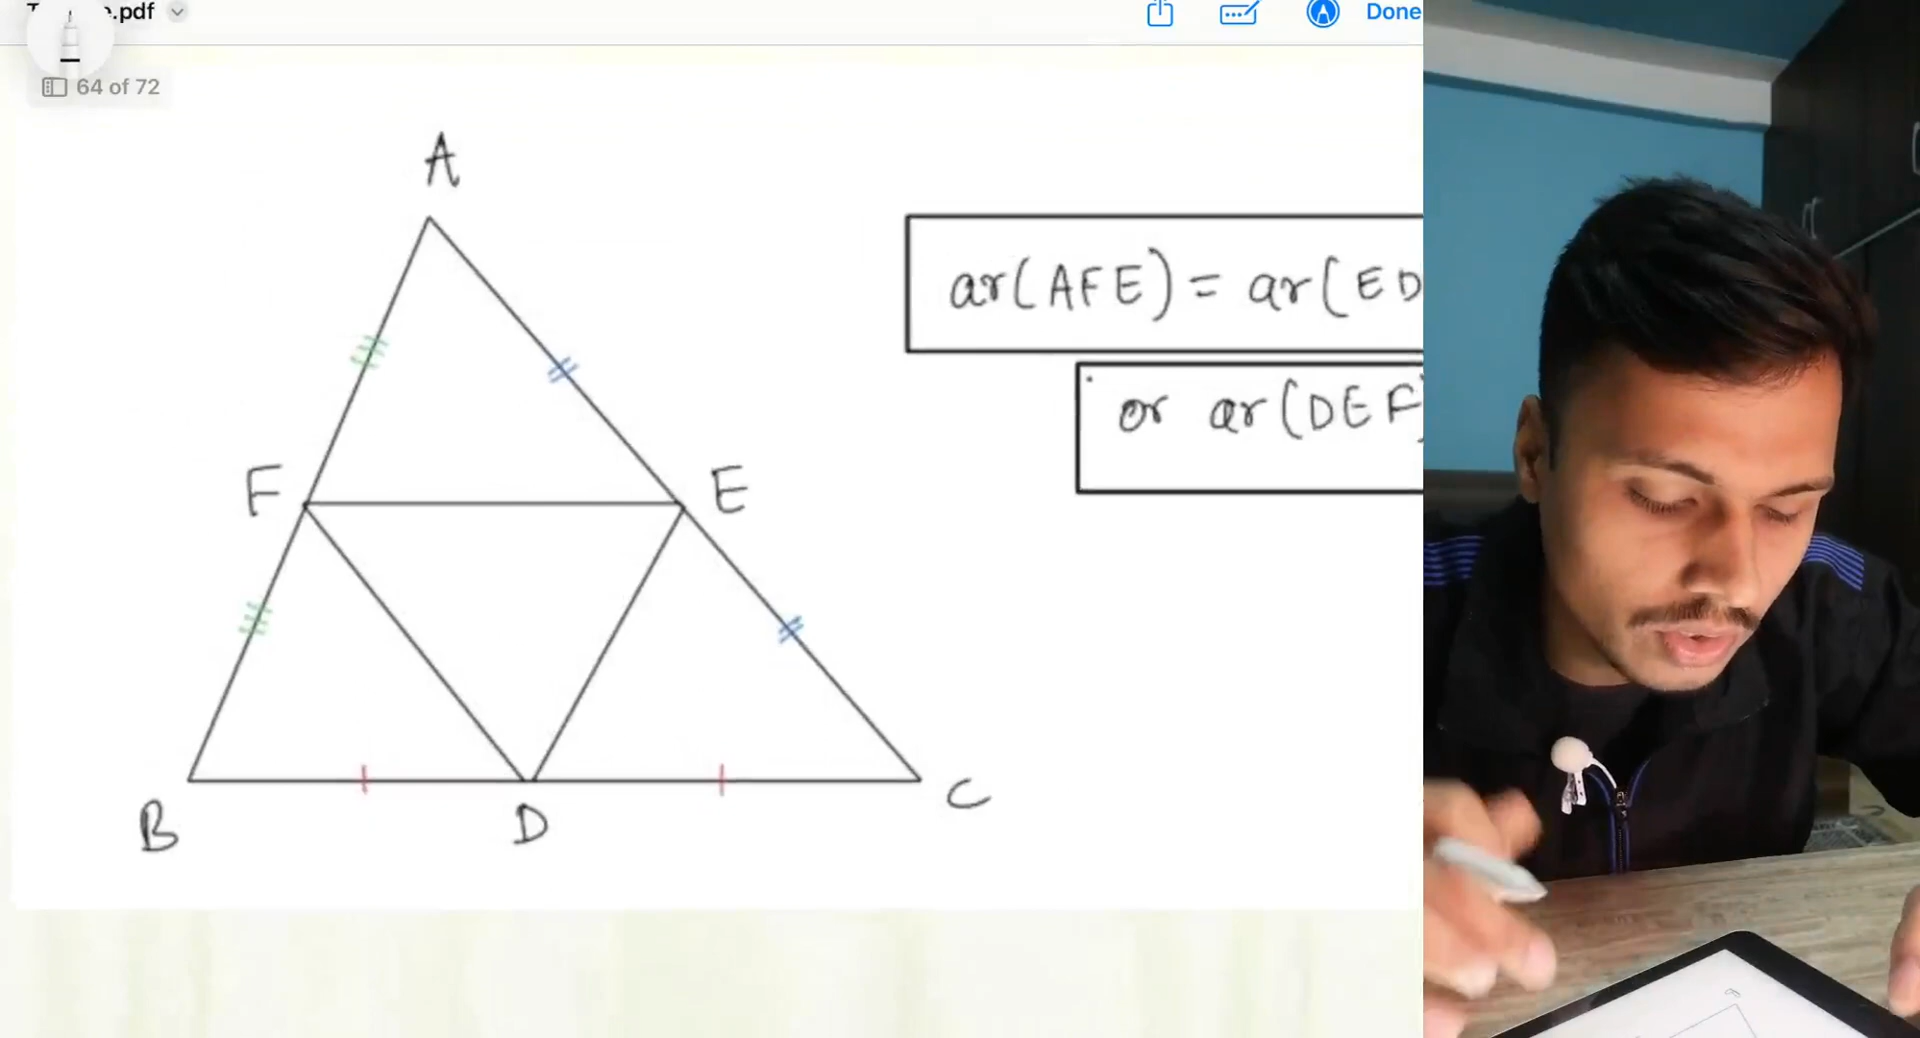 .pdf
Done
64 of 72
A
ar(AFE) = ar(ED
or ar(DEF)
F
E
B
D
C